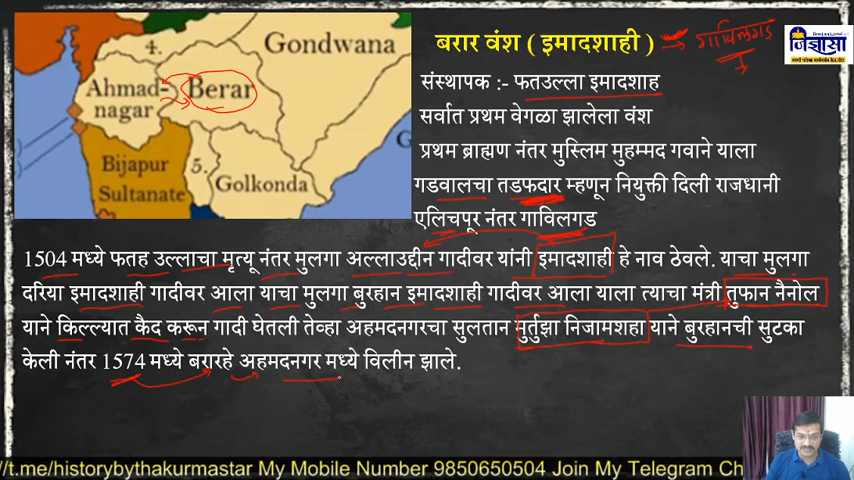 4.
Gondwana
Ahmad-
nagar
Berar
Bijapur
Sultanate
5.
Golkonda
G
बरार वंश ( इमादशाही )
गाविलगड
जिज्ञासा
संस्थापक :- फतउल्ला इमादशाह
सर्वात प्रथम वेगळा झालेला वंश
प्रथम ब्राह्मण नंतर मुस्लिम मुहम्मद गवाने याला
गडवालचा तडफदार म्हणून नियुक्ती दिली राजधानी
एलिचपूर नंतर गाविलगड
1504 मध्ये फतह उल्लाचा मृत्यू नंतर मुलगा अल्लाउद्दीन गादीवर यांनी इमादशाही हे नाव ठेवले. याचा मुलगा
दरिया इमादशाही गादीवर आला याचा मुलगा बुरहान इमादशाही गादीवर आला याला त्याचा मंत्री तुफान नैनोल
याने किल्ल्यात कैद करून गादी घेतली तेव्हा अहमदनगरचा सुलतान मुर्तुझा निजामशहा याने बुरहानची सुटका
केली नंतर 1574 मध्ये बरारहे अहमदनगर मध्ये विलीन झाले.
//t.me/historybythakurmastar My Mobile Number 9850650504 Join My Telegram Ch